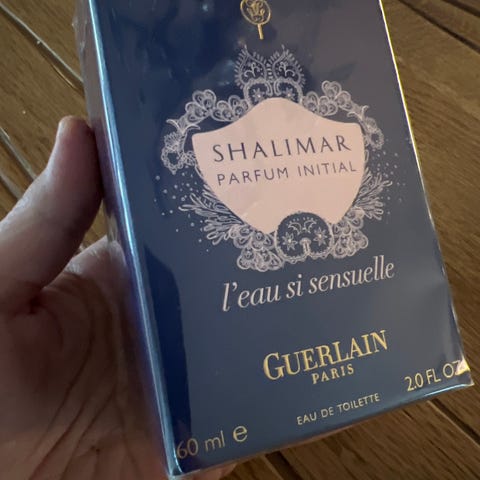 SHALIMAR
PARFUM INITIAL
l'eau si sensuelle
GUERLAIN
PARIS
60 ml e
EAU DE TOILETTE
2.0 FL OZ